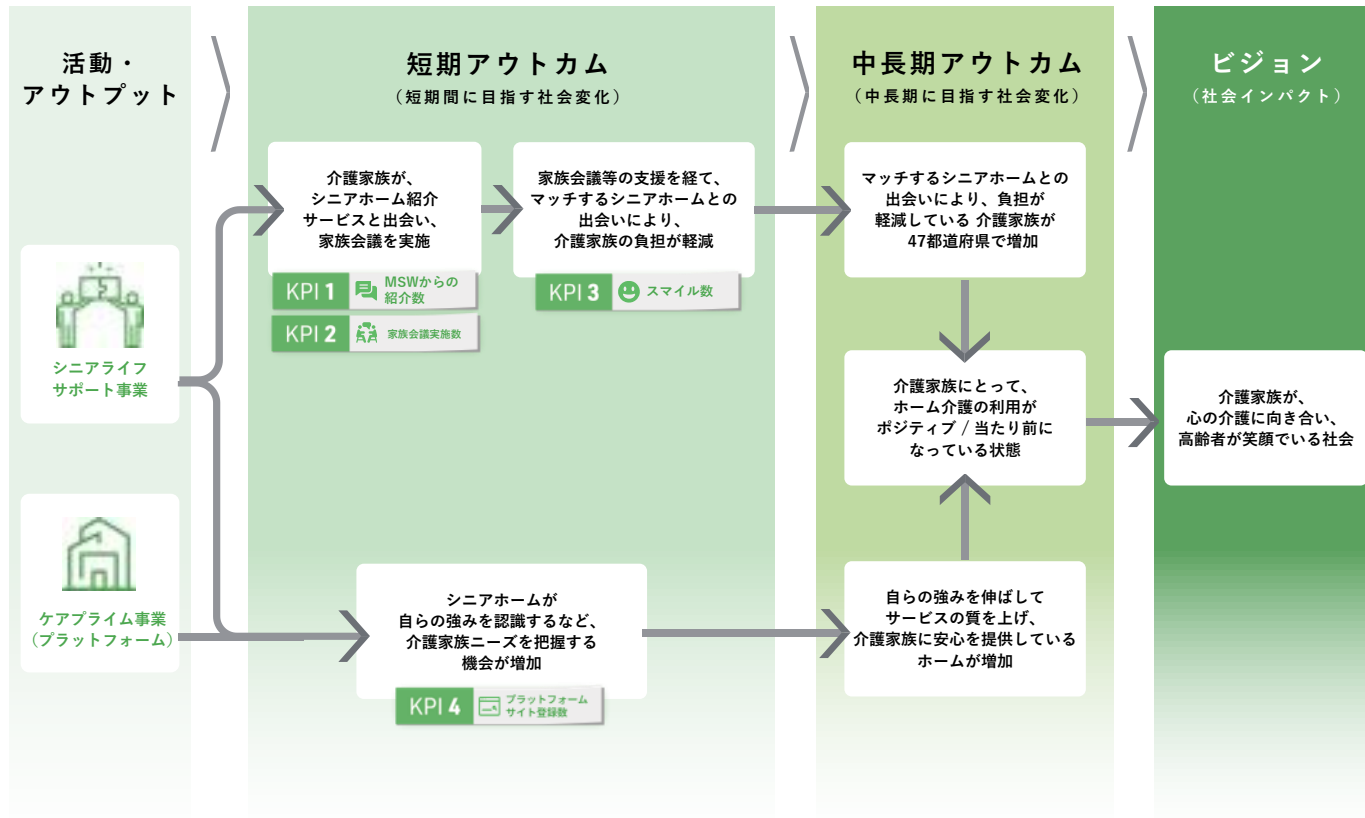 活動・
アウトプット
短期アウトカム
（短期間に目指す社会変化）
中長期アウトカム
（中長期に目指す社会変化）
ビジョン
（社会インパクト）
シニアライフ
サポート事業
ケアプライム事業
（プラットフォーム）
介護家族が、
シニアホーム紹介
サービスと出会い、
家族会議を実施
KPI 1
MSWからの
紹介数
KPI 2
家族会議実施数
家族会議等の支援を経て、
マッチするシニアホームとの
出会いにより、
介護家族の負担が軽減
KPI 3
スマイル数
シニアホームが
自らの強みを認識するなど、
介護家族ニーズを把握する
機会が増加
KPI 4
プラットフォーム
サイト登録数
マッチするシニアホームとの
出会いにより、負担が
軽減している 介護家族が
47都道府県で増加
介護家族にとって、
ホーム介護の利用が
ポジティブ / 当たり前に
なっている状態
自らの強みを伸ばして
サービスの質を上げ、
介護家族に安心を提供している
ホームが増加
介護家族が、
心の介護に向き合い、
高齢者が笑顔でいる社会